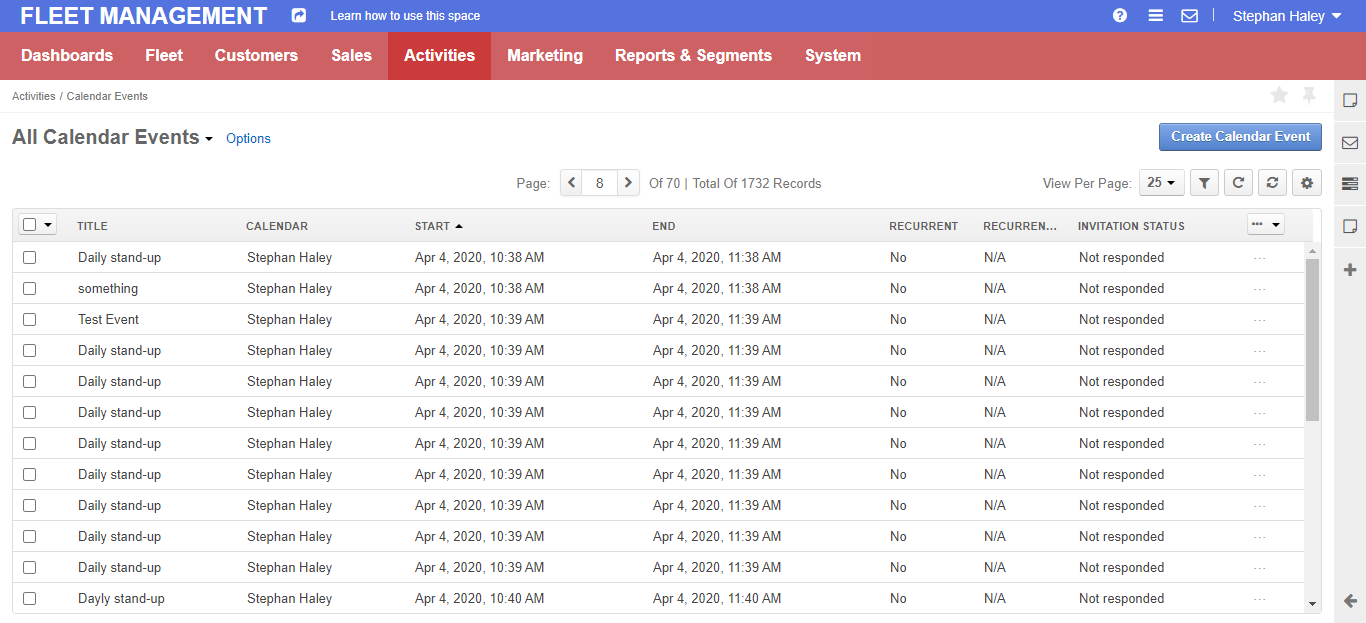 FLEET MANAGEMENT Learn how to use this space Stephan Haley
Dashboards Fleet Customers Sales Activities Marketing Reports & Segments System
Activities / Calendar Events
All Calendar Events Options Create Calendar Event
Page: 8 Of 70 | Total Of 1732 Records View Per Page: 25
TITLE CALENDAR START END RECURRENT RECURREN... INVITATION STATUS
Daily stand-up Stephan Haley Apr 4, 2020, 10:38 AM Apr 4, 2020, 11:38 AM No N/A Not responded
something Stephan Haley Apr 4, 2020, 10:38 AM Apr 4, 2020, 11:38 AM No N/A Not responded
Test Event Stephan Haley Apr 4, 2020, 10:39 AM Apr 4, 2020, 11:39 AM No N/A Not responded
Daily stand-up Stephan Haley Apr 4, 2020, 10:39 AM Apr 4, 2020, 11:39 AM No N/A Not responded
Daily stand-up Stephan Haley Apr 4, 2020, 10:39 AM Apr 4, 2020, 11:39 AM No N/A Not responded
Daily stand-up Stephan Haley Apr 4, 2020, 10:39 AM Apr 4, 2020, 11:39 AM No N/A Not responded
Daily stand-up Stephan Haley Apr 4, 2020, 10:39 AM Apr 4, 2020, 11:39 AM No N/A Not responded
Daily stand-up Stephan Haley Apr 4, 2020, 10:39 AM Apr 4, 2020, 11:39 AM No N/A Not responded
Daily stand-up Stephan Haley Apr 4, 2020, 10:39 AM Apr 4, 2020, 11:39 AM No N/A Not responded
Daily stand-up Stephan Haley Apr 4, 2020, 10:39 AM Apr 4, 2020, 11:39 AM No N/A Not responded
Daily stand-up Stephan Haley Apr 4, 2020, 10:39 AM Apr 4, 2020, 11:39 AM No N/A Not responded
Dayly stand-up Stephan Haley Apr 4, 2020, 10:40 AM Apr 4, 2020, 11:40 AM No N/A Not responded